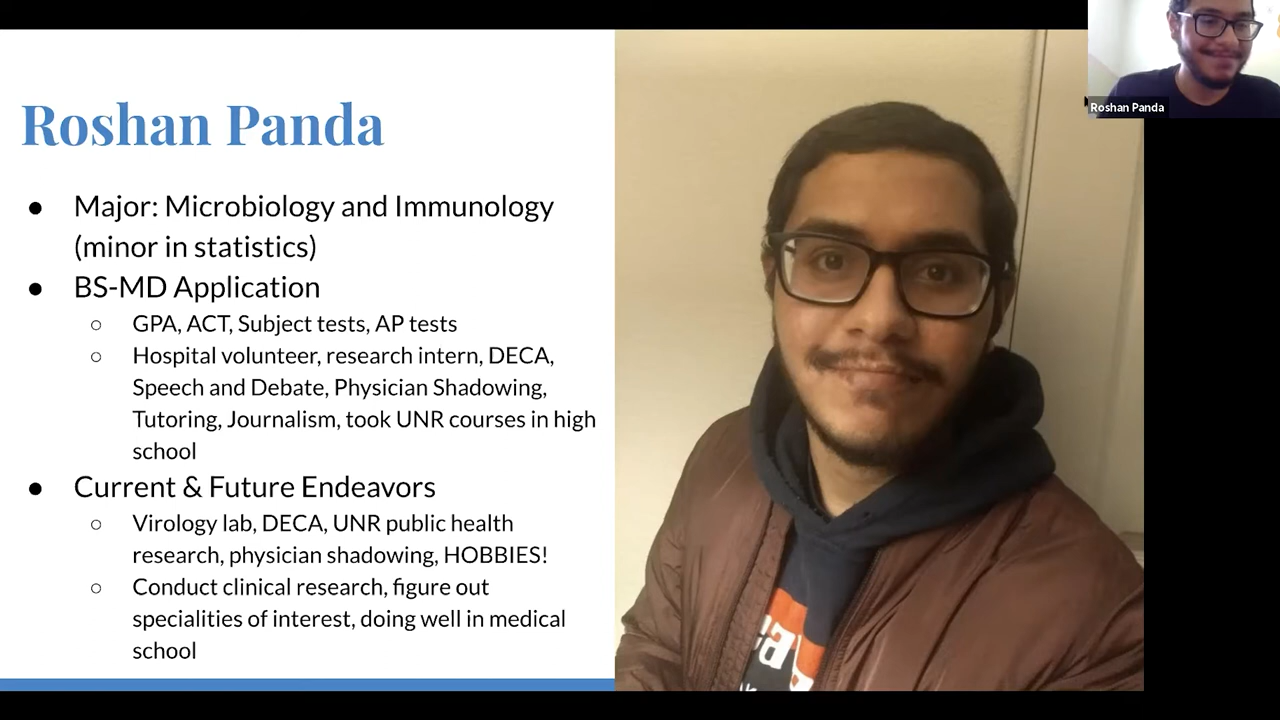 Roshan Panda
● Major: Microbiology and Immunology
(minor in statistics)
● BS-MD Application
○ GPA, ACT, Subject tests, AP tests
○ Hospital volunteer, research intern, DECA,
Speech and Debate, Physician Shadowing,
Tutoring, Journalism, took UNR courses in high
school
● Current & Future Endeavors
○ Virology lab, DECA, UNR public health
research, physician shadowing, HOBBIES!
○ Conduct clinical research, figure out
specialities of interest, doing well in medical
school
Roshan Panda